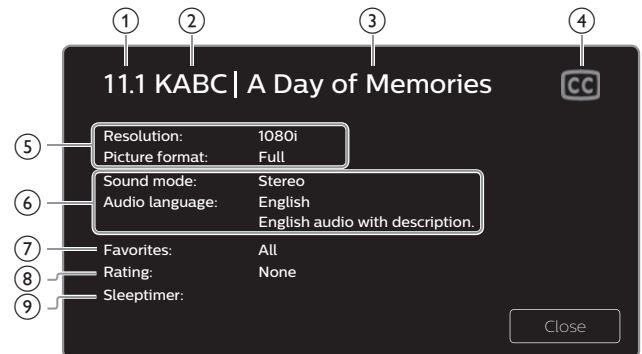 ① ② ③ ④
11.1 KABC | A Day of Memories CC
⑤ Resolution: 1080i
Picture format: Full
⑥ Sound mode: Stereo
Audio language: English
English audio with description.
⑦ Favorites: All
⑧ Rating: None
⑨ Sleeptimer:
Close